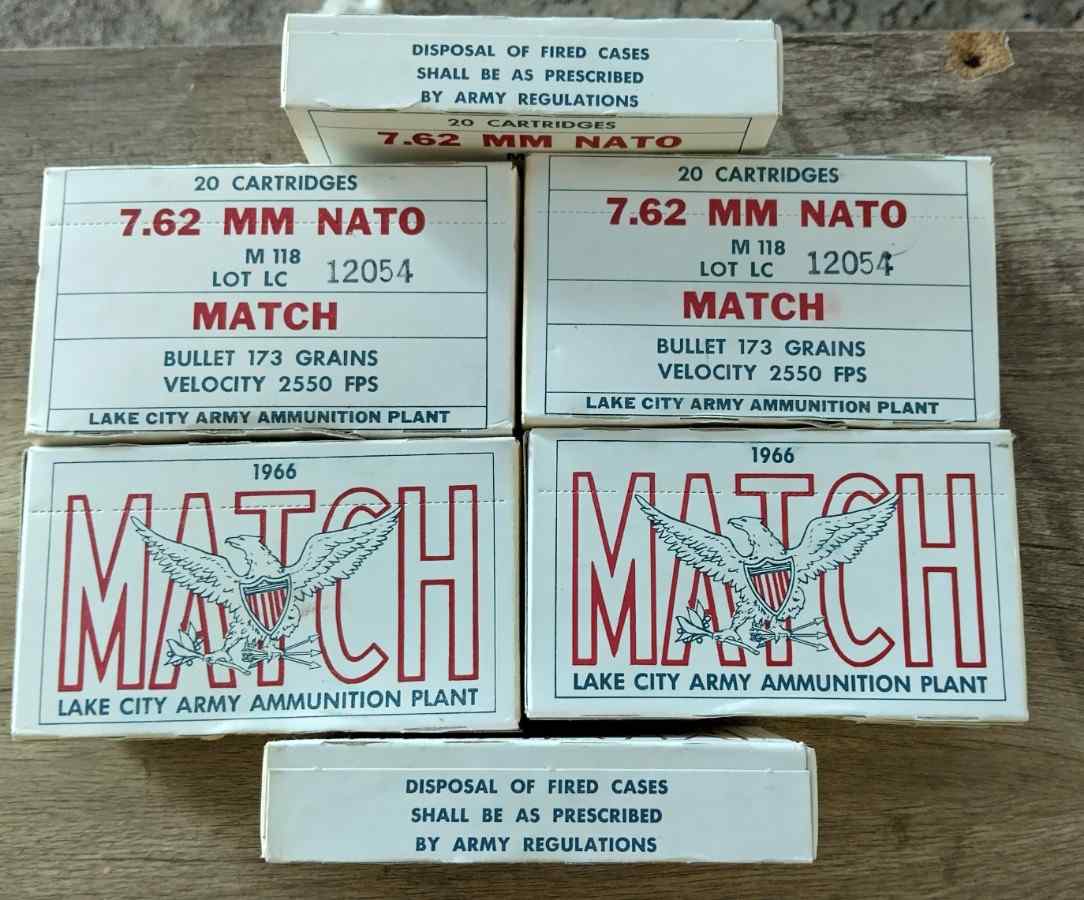 DISPOSAL OF FIRED CASES
SHALL BE AS PRESCRIBED
BY ARMY REGULATIONS
20 CARTRIDGES
7.62 MM NATO
20 CARTRIDGES
7.62 MM NATO
M 118
LOT LC 12054
MATCH
BULLET 173 GRAINS
VELOCITY 2550 FPS
LAKE CITY ARMY AMMUNITION PLANT
20 CARTRIDGES
7.62 MM NATO
M 118
LOT LC 12054
MATCH
BULLET 173 GRAINS
VELOCITY 2550 FPS
LAKE CITY ARMY AMMUNITION PLANT
1966
MATCH
LAKE CITY ARMY AMMUNITION PLANT
1966
MATCH
LAKE CITY ARMY AMMUNITION PLANT
DISPOSAL OF FIRED CASES
SHALL BE AS PRESCRIBED
BY ARMY REGULATIONS